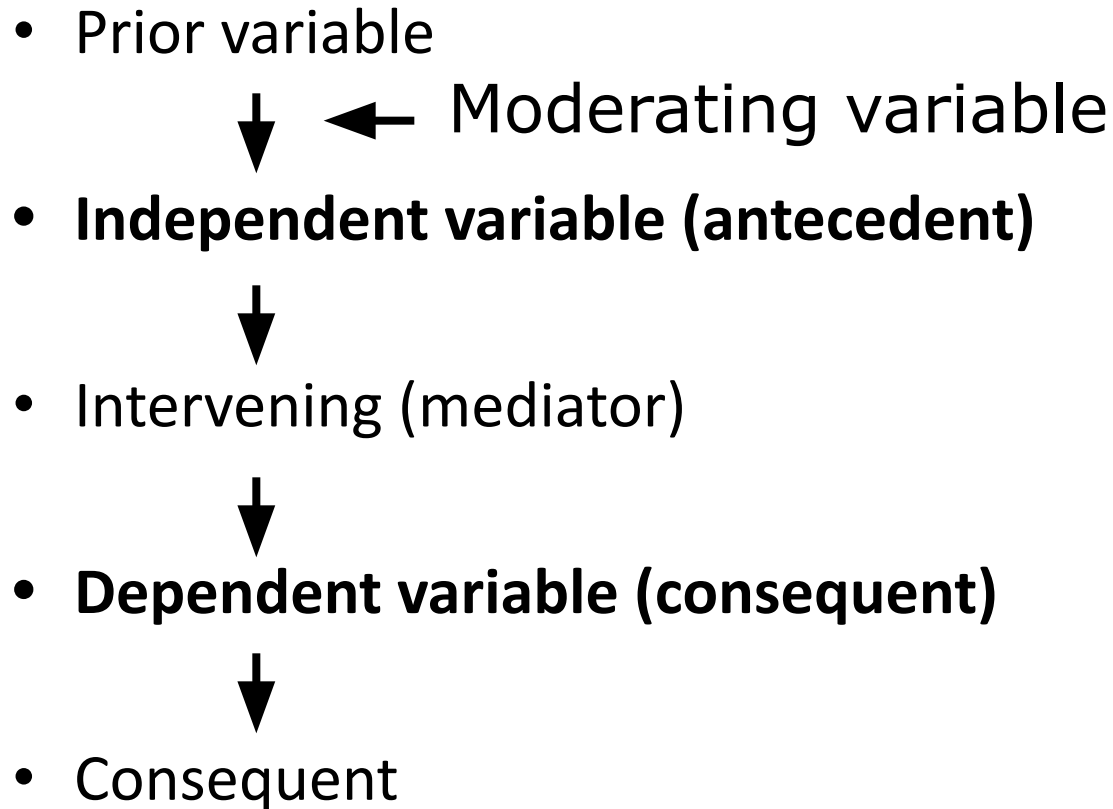 • Prior variable
Moderating variable
• Independent variable (antecedent)
• Intervening (mediator)
• Dependent variable (consequent)
• Consequent